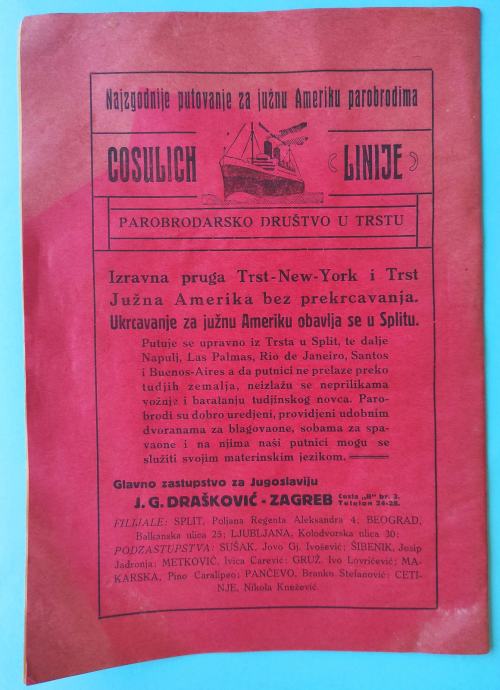 Najzgodnije putovanje za južnu Ameriku parobrodima
COSULICH LINIJE
PAROBRODARSKO DRUŠTVO U TRSTU
Izravna pruga Trst-New-York i Trst
Južna Amerika bez prekrcavanja.
Ukrcavanje za južnu Ameriku obavlja se u Splitu.
Putuje se upravno iz Trsta u Split, te dalje
Napulj, Las Palmas, Rio de Janeiro, Santos
i Buenos-Aires a da putnici ne prelaze preko
tudjih zemalja, neizlažu se neprilikama
vožnje i baratanju tudjinskog novca. Paro-
brodi su dobro uredjeni, providjeni udobnim
dvoranama za blagovaone, sobama za spa-
vaone i na njima naši putnici mogu se
služiti svojim materinskim jezikom.
Glavno zastupstvo za Jugoslaviju
J. G. DRAŠKOVIĆ - ZAGREB Cesta „B" br. 3.
Telefon 24-28.
FILIJALE: SPLIT, Poljana Regenta Aleksandra 4; BEOGRAD,
Balkanska ulica 25; LJUBLJANA, Kolodvorska ulica 30;
PODZASTUPSTVA: SUŠAK, Jovo Gj. Ivošević; ŠIBENIK, Josip
Jadronja; METKOVIĆ, Ivica Carević; GRUŽ, Ivo Lovričević; MA-
KARSKA, Pino Caralipeo; PANČEVO, Branko Stefanović; CETI-
NJE, Nikola Knežević.